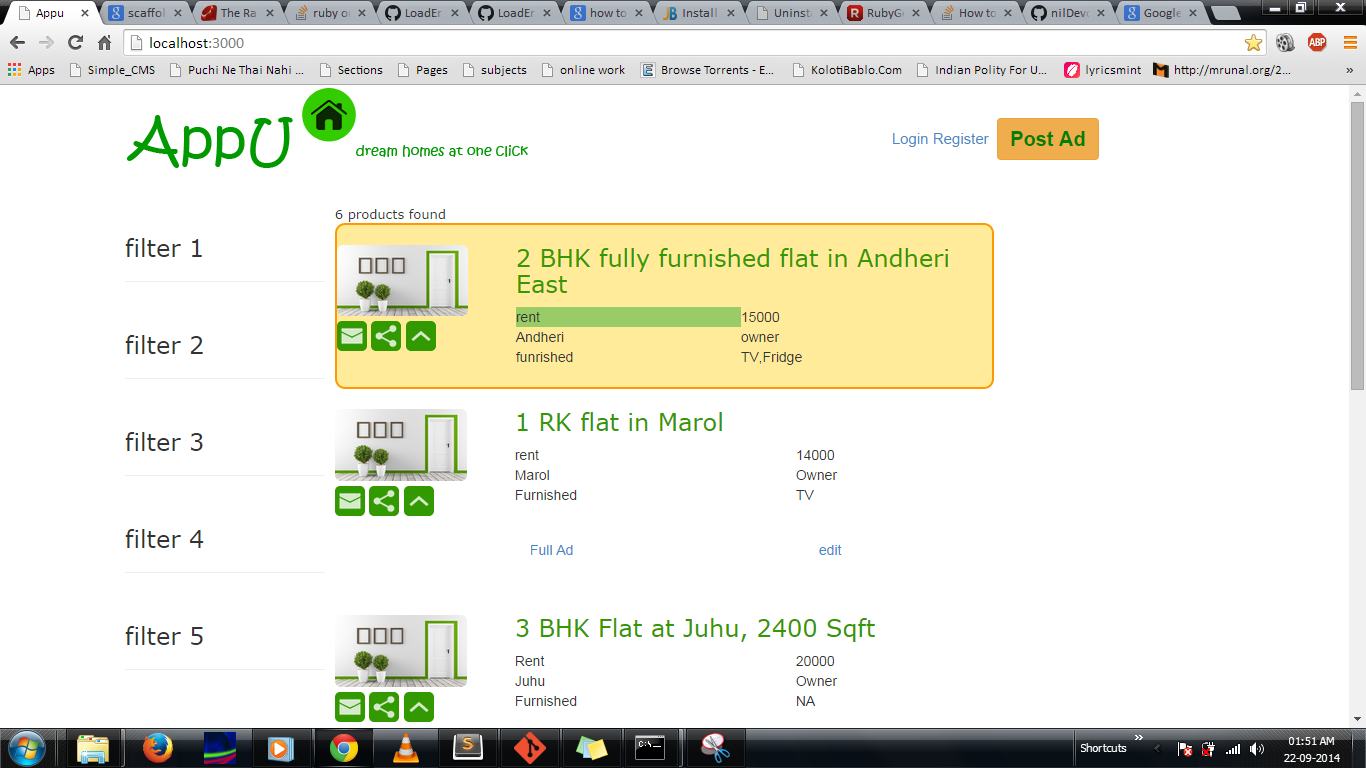 Appu
scaffol
The Ra
ruby o
LoadEr
LoadEr
how to
Install
Uninst
RubyG
How to
nilDev
Google
localhost:3000
ABP
Apps
Simple_CMS
Puchi Ne Thai Nahi ...
Sections
Pages
subjects
online work
Browse Torrents - E...
KolotiBablo.Com
Indian Polity For U...
lyricsmint
http://mrunal.org/2...
»
AppU
dream homes at one click
Login Register
Post Ad
6 products found
filter 1
filter 2
filter 3
filter 4
filter 5
2 BHK fully furnished flat in Andheri
East
rent 15000
Andheri owner
funrished TV,Fridge
1 RK flat in Marol
rent 14000
Marol Owner
Furnished TV
Full Ad edit
3 BHK Flat at Juhu, 2400 Sqft
Rent 20000
Juhu Owner
Furnished NA
Shortcuts »
01:51 AM
22-09-2014